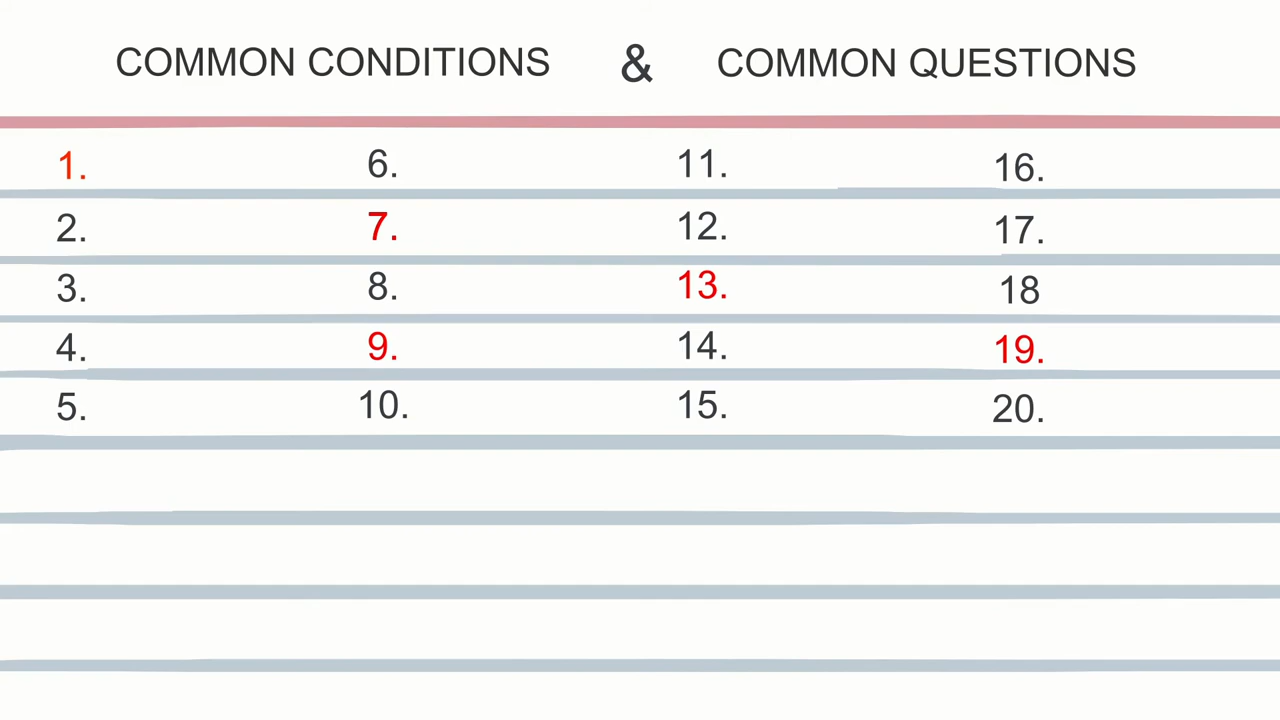 COMMON CONDITIONS & COMMON QUESTIONS
1. 6. 11. 16.
2. 7. 12. 17.
3. 8. 13. 18
4. 9. 14. 19.
5. 10. 15. 20.